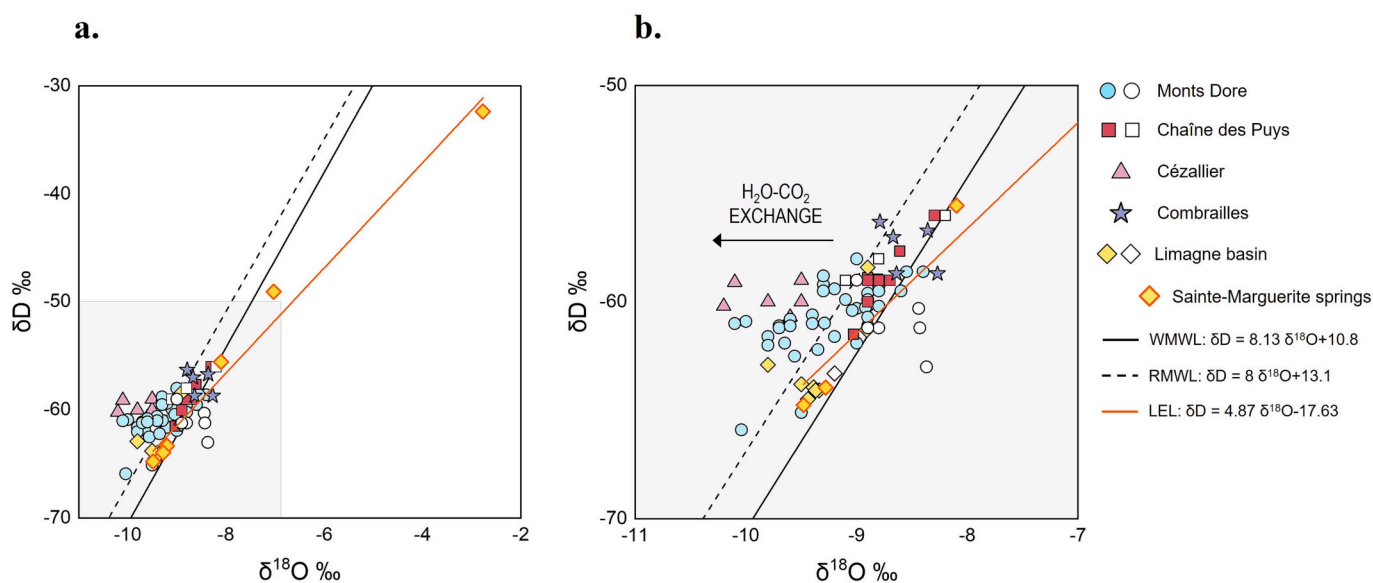 a.
-30
-40
-50
-60
-70
δD ‰
-10
-8
-6
-4
-2
δ¹⁸O ‰
b.
-50
-60
-70
δD ‰
H₂O-CO₂
EXCHANGE
-11
-10
-9
-8
-7
δ¹⁸O ‰
Monts Dore
Chaîne des Puys
Cézallier
Combrailles
Limagne basin
Sainte-Marguerite springs
WMWL: δD = 8.13 δ¹⁸O+10.8
RMWL: δD = 8 δ¹⁸O+13.1
LEL: δD = 4.87 δ¹⁸O-17.63